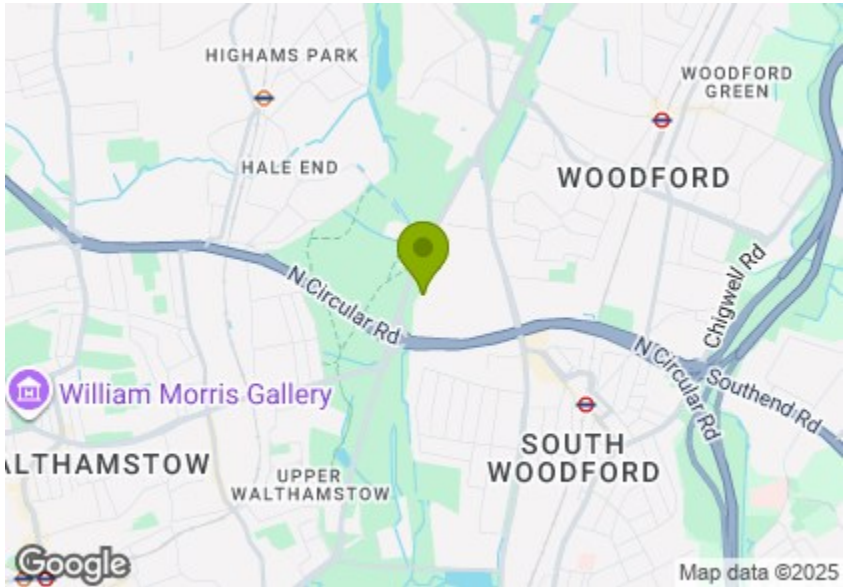 HIGHAMS PARK
WOODFORD
GREEN
HALE END
WOODFORD
N Circular Rd
Chigwell Rd
N Circular Rd
Southend Rd
William Morris Gallery
ALTHAMSTOW
SOUTH
WOODFORD
UPPER
WALTHAMSTOW
Google
Map data ©2025